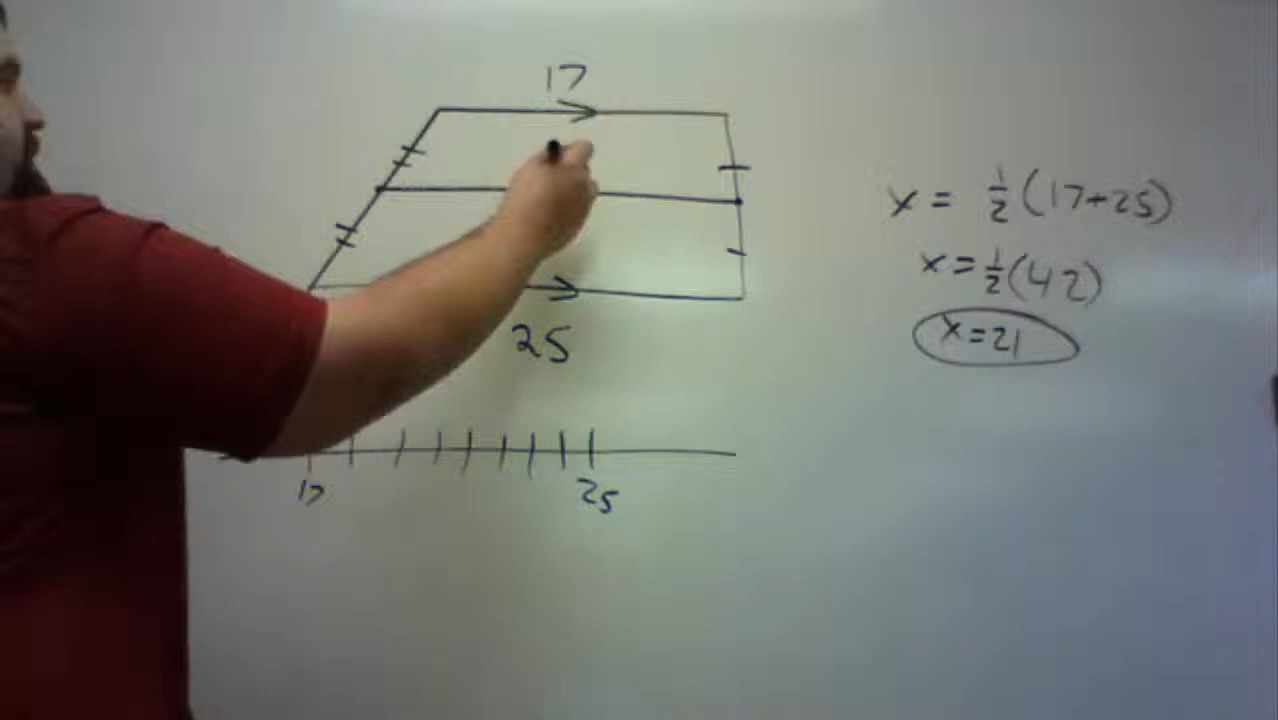 17
x = 1/2 (17+25)
x = 1/2 (42)
x=21
25
17 25